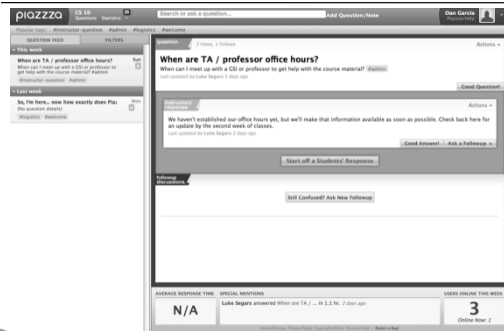 piazzza
CS 10
Questions Statistics
Search or ask a question...
Add Question/Note
Dan Garcia
Popular tags: #instructor-question #admin #logistics #welcome
QUESTION FEED
FILTERS
This week
When are TA / professor office hours?
Sun
When can I meet up with a GSI or professor to
get help with the course material? #admin
#instructor-question #admin
Last week
So, I'm here... now how exactly does Pia:
Mon
(No question details)
#logistics #welcome
question.
2 Views, 1 Follows
Actions
When are TA / professor office hours?
When can I meet up with a GSI or professor to get help with the course material? #admin
Last updated by Luke Segars 2 days ago
Good Question!
instructors'
response.
Actions
We haven't established our office hours yet, but we'll make that information available as soon as possible. Check back here for
an update by the second week of classes.
Last updated by Luke Segars 2 days ago
Good Answer!
Ask a Followup
Start off a Students' Response
followup
discussions.
Still Confused? Ask New Followup
AVERAGE RESPONSE TIME
SPECIAL MENTIONS
USERS ONLINE THIS WEEK
N/A
Luke Segars answered When are TA / ... in 1.1 hr. 2 days ago
3
Online Now: 1
Report a Bug!